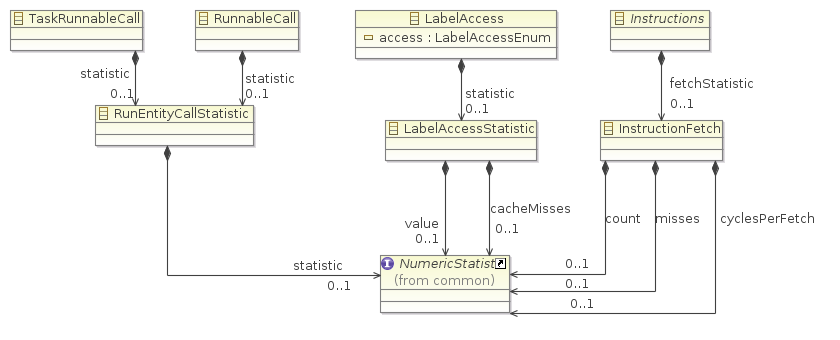 TaskRunnableCall
RunnableCall
LabelAccess
access : LabelAccessEnum
Instructions
statistic
0..1
statistic
0..1
statistic
0..1
fetchStatistic
0..1
RunEntityCallStatistic
LabelAccessStatistic
InstructionFetch
value
0..1
cacheMisses
0..1
count
misses
cyclesPerFetch
statistic
0..1
NumericStatist
(from common)
0..1
0..1
0..1